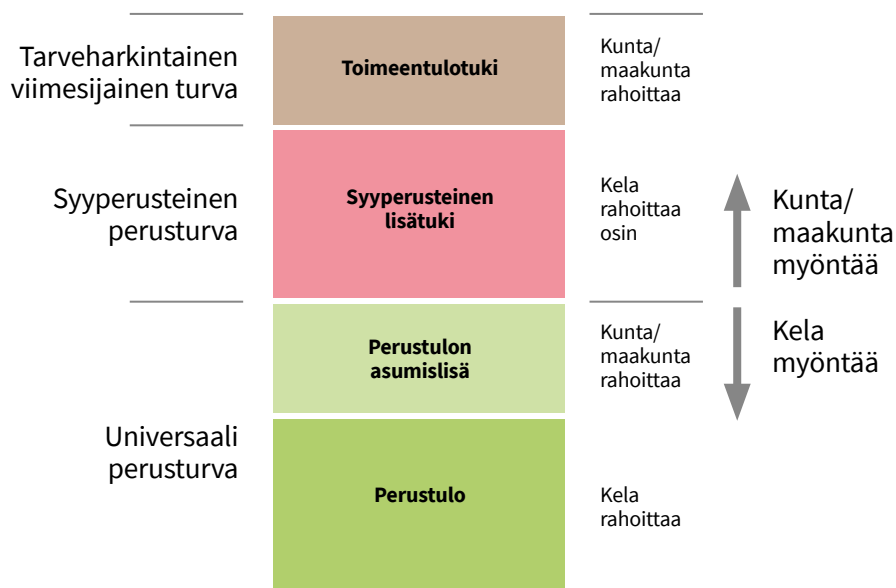 Tarveharkintainen
viimesijainen turva
Toimeentulotuki
Kunta/
maakunta
rahoittaa
Syyperusteinen
perusturva
Syyperusteinen
lisätuki
Kela
rahoittaa
osin
Kunta/
maakunta
myöntää
Perustulon
asumislisä
Kunta/
maakunta
rahoittaa
Kela
myöntää
Universaali
perusturva
Perustulo
Kela
rahoittaa